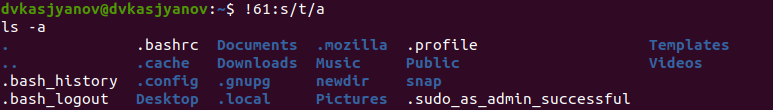 dvkasjyanov@dvkasjyanov:~$ !61:s/t/a
ls -a
. .bashrc Documents .mozilla .profile Templates
.. .cache Downloads Music Public Videos
.bash_history .config .gnupg newdir snap
.bash_logout Desktop .local Pictures .sudo_as_admin_successful